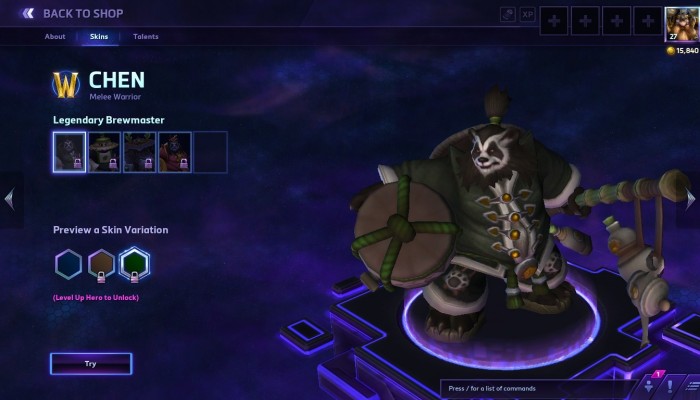 BACK TO SHOP
XP
27
15,840
About
Skins
Talents
W
CHEN
Melee Warrior
Legendary Brewmaster
Preview a Skin Variation
(Level Up Hero to Unlock)
Try
Press / for a list of commands
1